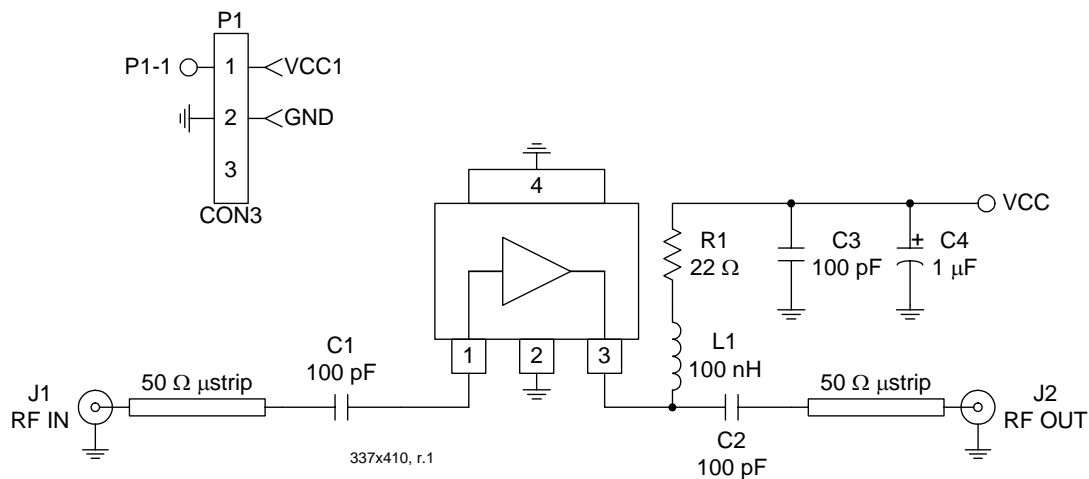 P1
P1-1
1
VCC1
2
GND
3
CON3
4
VCC
R1
22 Ω
C3
100 pF
+
C4
1 μF
1
2
3
C1
100 pF
L1
100 nH
J1
RF IN
50 Ω μstrip
50 Ω μstrip
J2
RF OUT
C2
100 pF
337x410, r.1